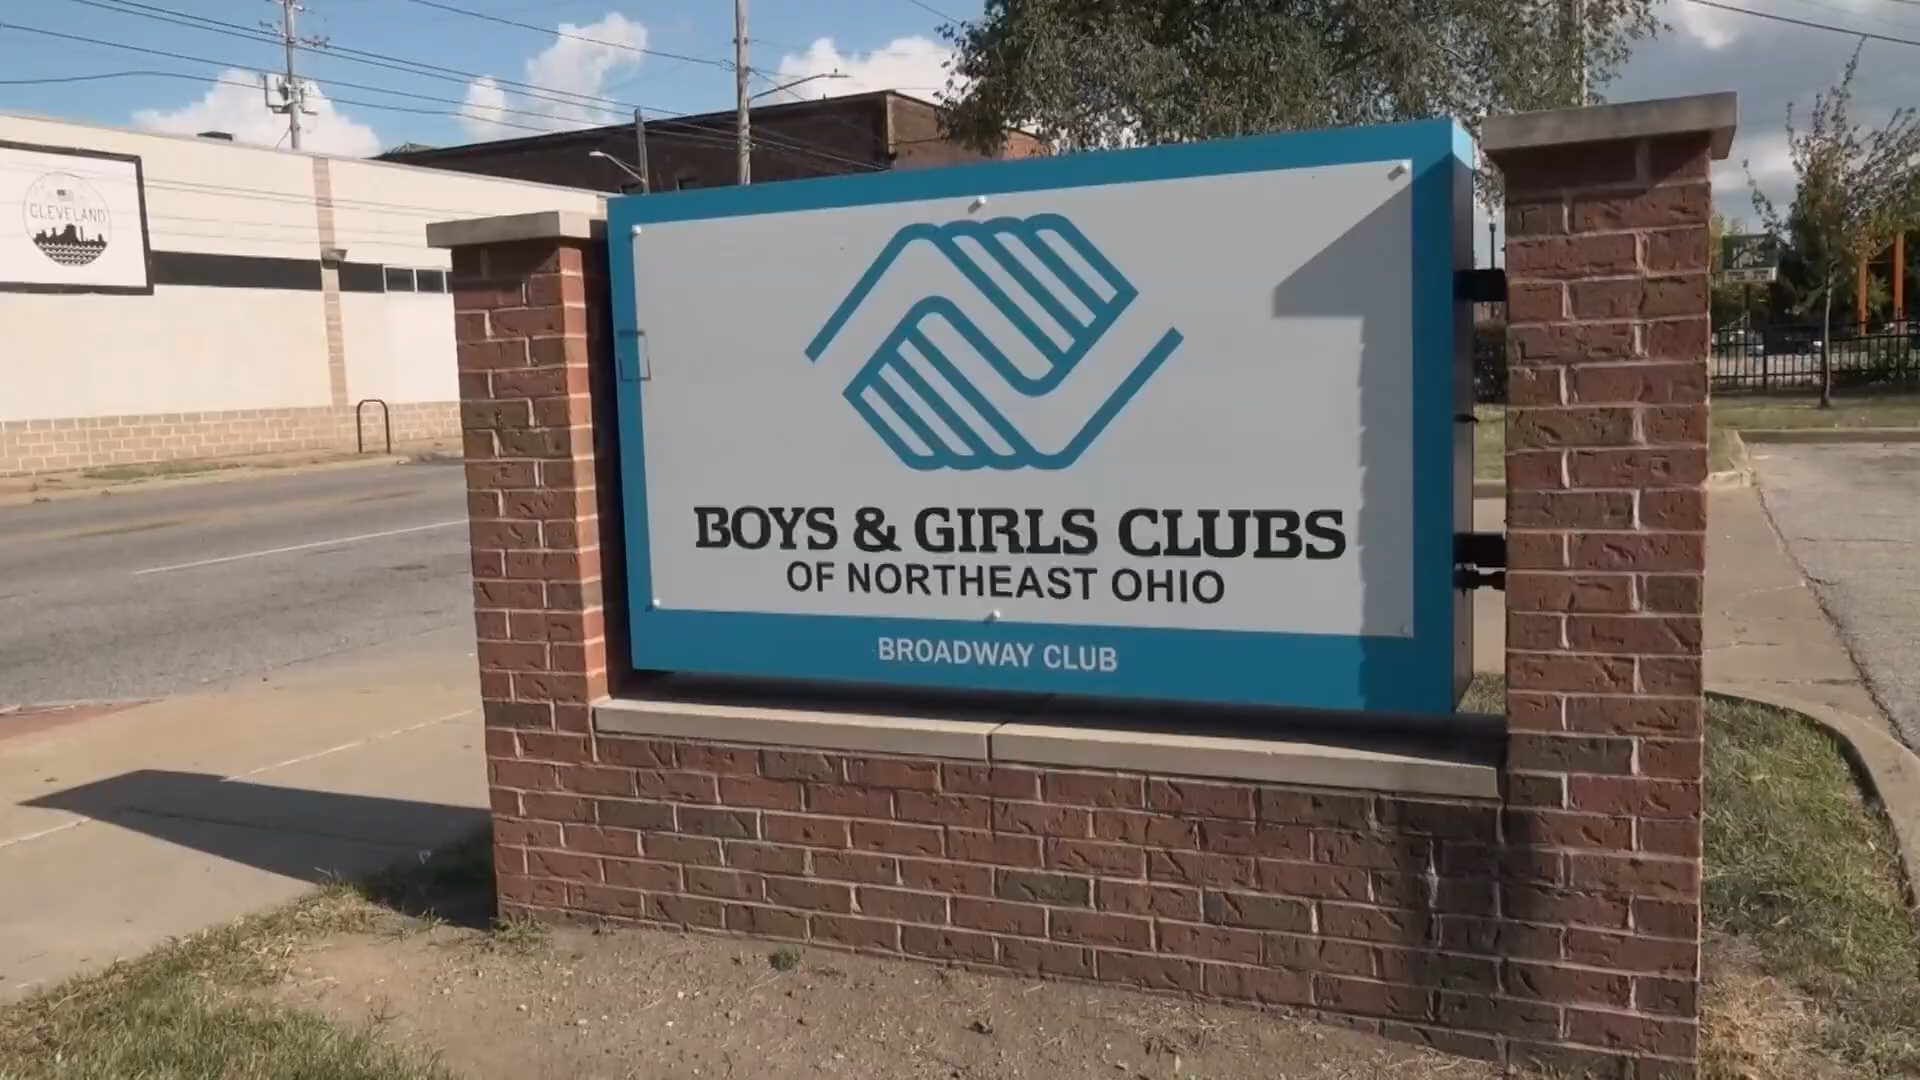 CLEVELAND
BOYS & GIRLS CLUBS
OF NORTHEAST OHIO
BROADWAY CLUB